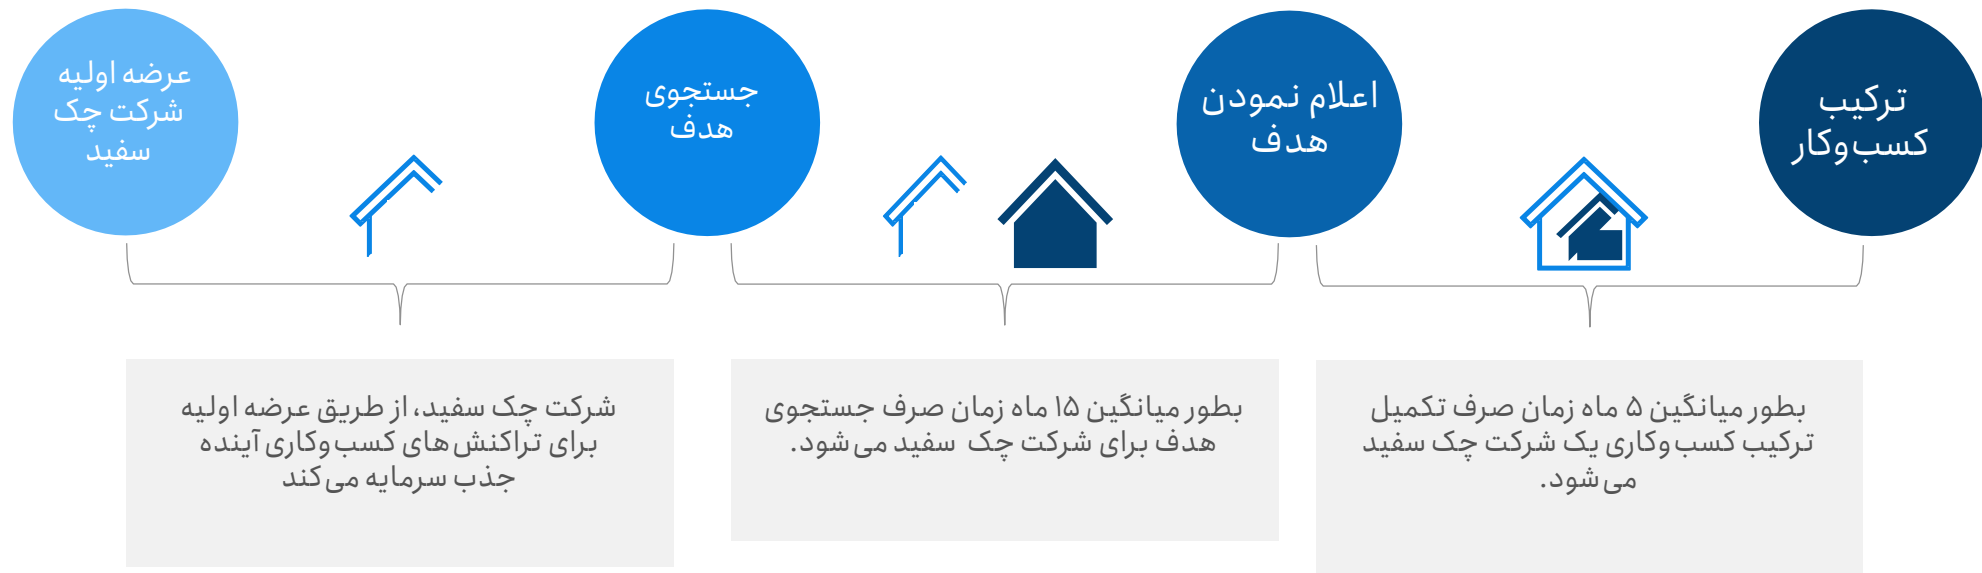 عرضه اولیه
شرکت چک
سفید
جستجوی
هدف
اعلام نمودن
هدف
ترکیب
کسب‌وکار
شرکت چک سفید، از طریق عرضه اولیه
برای تراکنش‌های کسب‌وکاری آینده
جذب سرمایه می‌کند
بطور میانگین ۱۵ ماه زمان صرف جستجوی
هدف برای شرکت چک سفید می‌شود.
بطور میانگین ۵ ماه زمان صرف تکمیل
ترکیب کسب‌وکاری یک شرکت چک سفید
می‌شود.